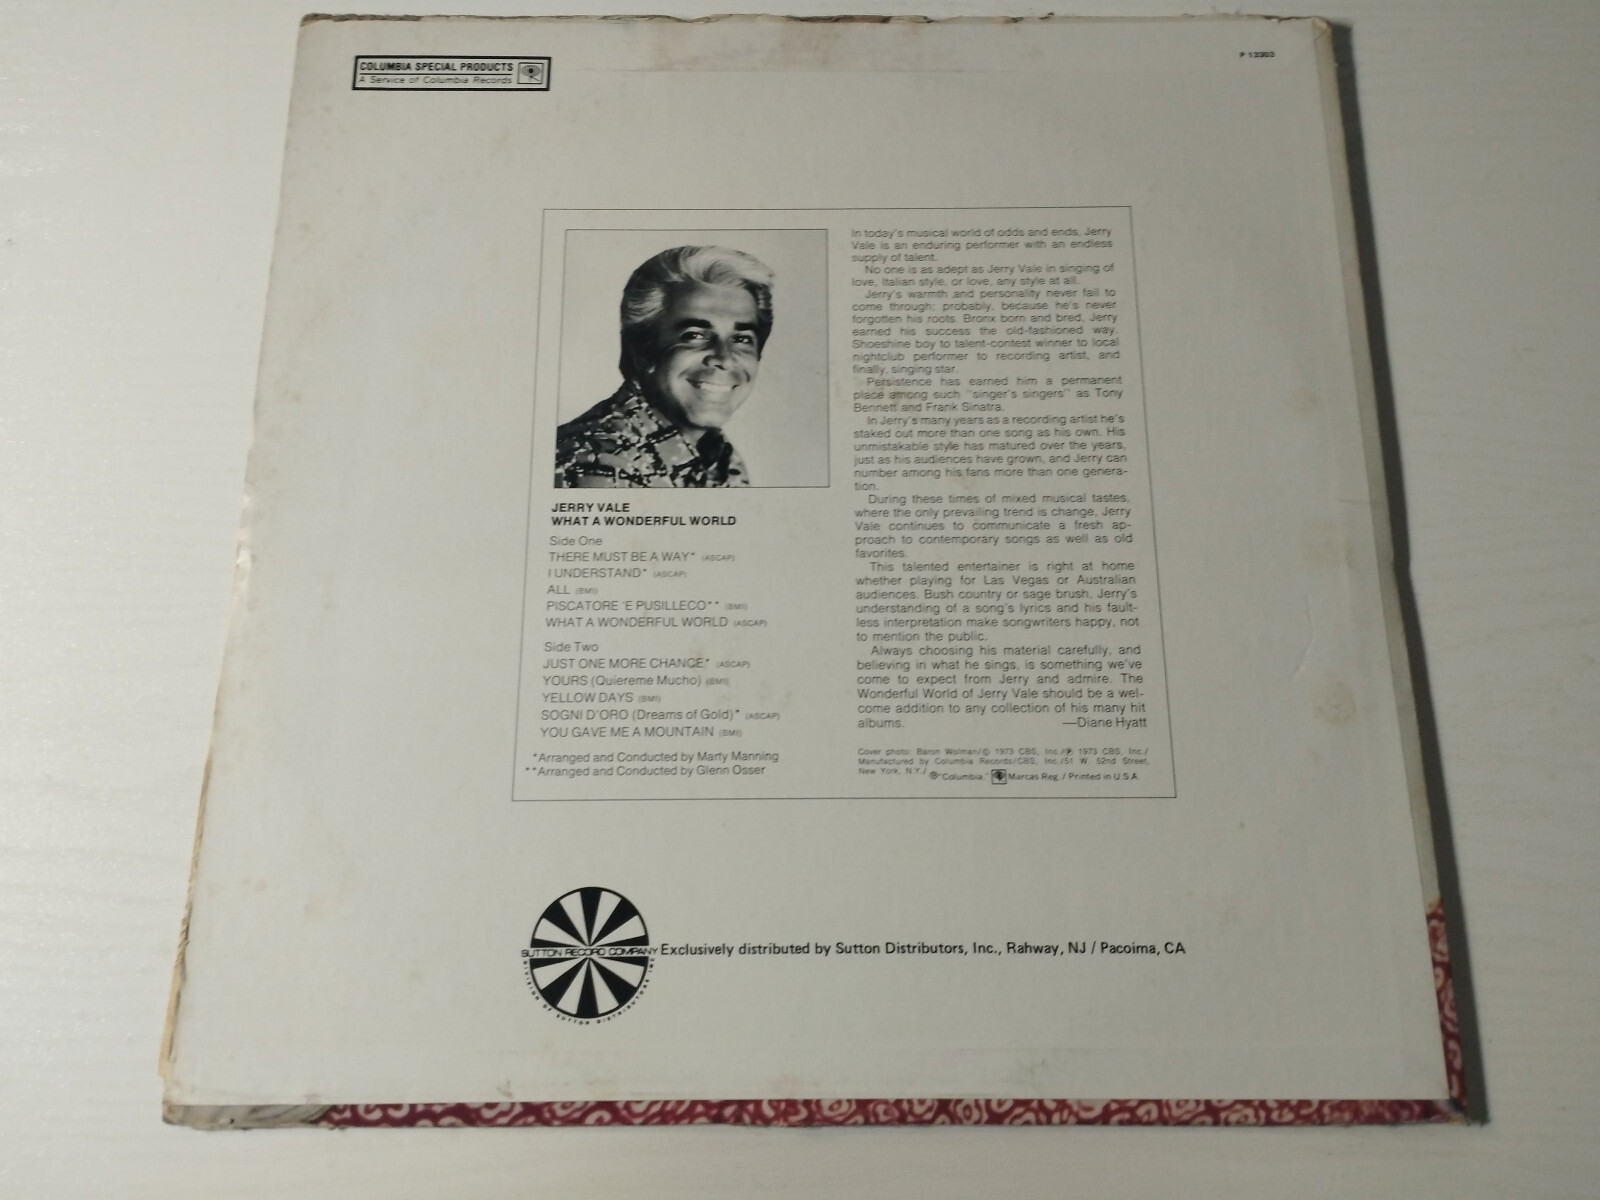 COLUMBIA SPECIAL PRODUCTS
A Service of Columbia Records
P 13303
JERRY VALE
WHAT A WONDERFUL WORLD
Side One
THERE MUST BE A WAY* (ASCAP)
I UNDERSTAND* (ASCAP)
ALL (BMI)
PISCATORE 'E PUSILLECO** (BMI)
WHAT A WONDERFUL WORLD (ASCAP)
Side Two
JUST ONE MORE CHANCE* (ASCAP)
YOURS (Quiereme Mucho) (BMI)
YELLOW DAYS (BMI)
SOGNI D'ORO (Dreams of Gold)* (ASCAP)
YOU GAVE ME A MOUNTAIN (BMI)
*Arranged and Conducted by Marty Manning
**Arranged and Conducted by Glenn Osser
In today's musical world of odds and ends, Jerry
Vale is an enduring performer with an endless
supply of talent.
No one is as adept as Jerry Vale in singing of
love, Italian style, or love, any style at all.
Jerry's warmth and personality never fail to
come through; probably, because he's never
forgotten his roots. Bronx born and bred, Jerry
earned his success the old-fashioned way.
Shoeshine boy to talent-contest winner to local
nightclub performer to recording artist, and
finally, singing star.
Persistence has earned him a permanent
place among such "singer's singers" as Tony
Bennett and Frank Sinatra.
In Jerry's many years as a recording artist he's
staked out more than one song as his own. His
unmistakable style has matured over the years,
just as his audiences have grown, and Jerry can
number among his fans more than one genera-
tion.
During these times of mixed musical tastes,
where the only prevailing trend is change, Jerry
Vale continues to communicate a fresh ap-
proach to contemporary songs as well as old
favorites.
This talented entertainer is right at home
whether playing for Las Vegas or Australian
audiences. Bush country or sage brush, Jerry's
understanding of a song's lyrics and his fault-
less interpretation make songwriters happy, not
to mention the public.
Always choosing his material carefully, and
believing in what he sings, is something we've
come to expect from Jerry and admire. The
Wonderful World of Jerry Vale should be a wel-
come addition to any collection of his many hit
albums. —Diane Hyatt
Cover photo: Baron Wolman/© 1973 CBS, Inc./℗ 1973 CBS, Inc./
Manufactured by Columbia Records/CBS, Inc./51 W. 52nd Street,
New York, N.Y./ ®"Columbia," Marcas Reg./Printed in U.S.A.
SUTTON RECORD COMPANY
DIVISION OF SUTTON DISTRIBUTORS INC
Exclusively distributed by Sutton Distributors, Inc., Rahway, NJ / Pacoima, CA